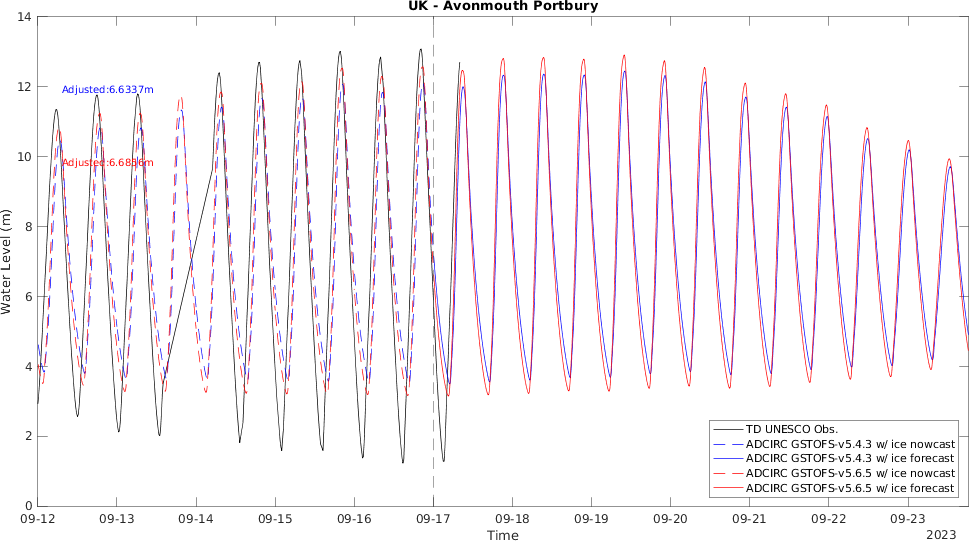 UK - Avonmouth Portbury
14
12
10
8
6
4
2
0
Water Level (m)
Adjusted:6.6337m
TD UNESCO Obs.
ADCIRC GSTOFS-v5.4.3 w/ ice nowcast
ADCIRC GSTOFS-v5.4.3 w/ ice forecast
ADCIRC GSTOFS-v5.6.5 w/ ice nowcast
ADCIRC GSTOFS-v5.6.5 w/ ice forecast
09-12 09-13 09-14 09-15 09-16 09-17 09-18 09-19 09-20 09-21 09-22 09-23
Time
2023